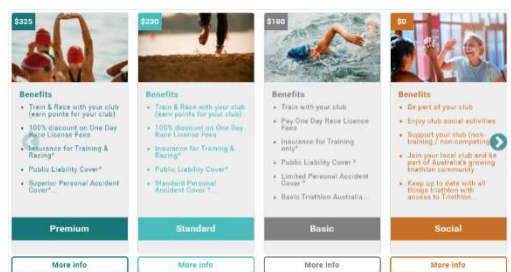 $325
Benefits
• Train & Race with your club
(earn points for your club)
• 100% discount on One Day
Race License Fees
• Insurance for Training &
Racing*
• Public Liability Cover*
• Superior Personal Accident
Cover*...
Premium
More info
$230
Benefits
• Train & Race with your club
(earn points for your club)
• 100% discount on One Day
Race License Fees
• Insurance for Training &
Racing*
• Public Liability Cover*
• Standard Personal
Accident Cover *...
Standard
More info
$180
Benefits
• Train with your club
• Pay One Day Race Licence
Fees
• Insurance for Training
only*
• Public Liability Cover *
• Limited Personal Accident
Cover *
• Basic Triathlon Australia...
Basic
More info
$0
Benefits
• Be part of your club
• Enjoy club social activities
• Support your club (non-
training / non-competing)
• Join your local club and be
part of Australia's growing
triathlon community
• Keep up to date with all
things triathlon with
access to Triathlon...
Social
More info